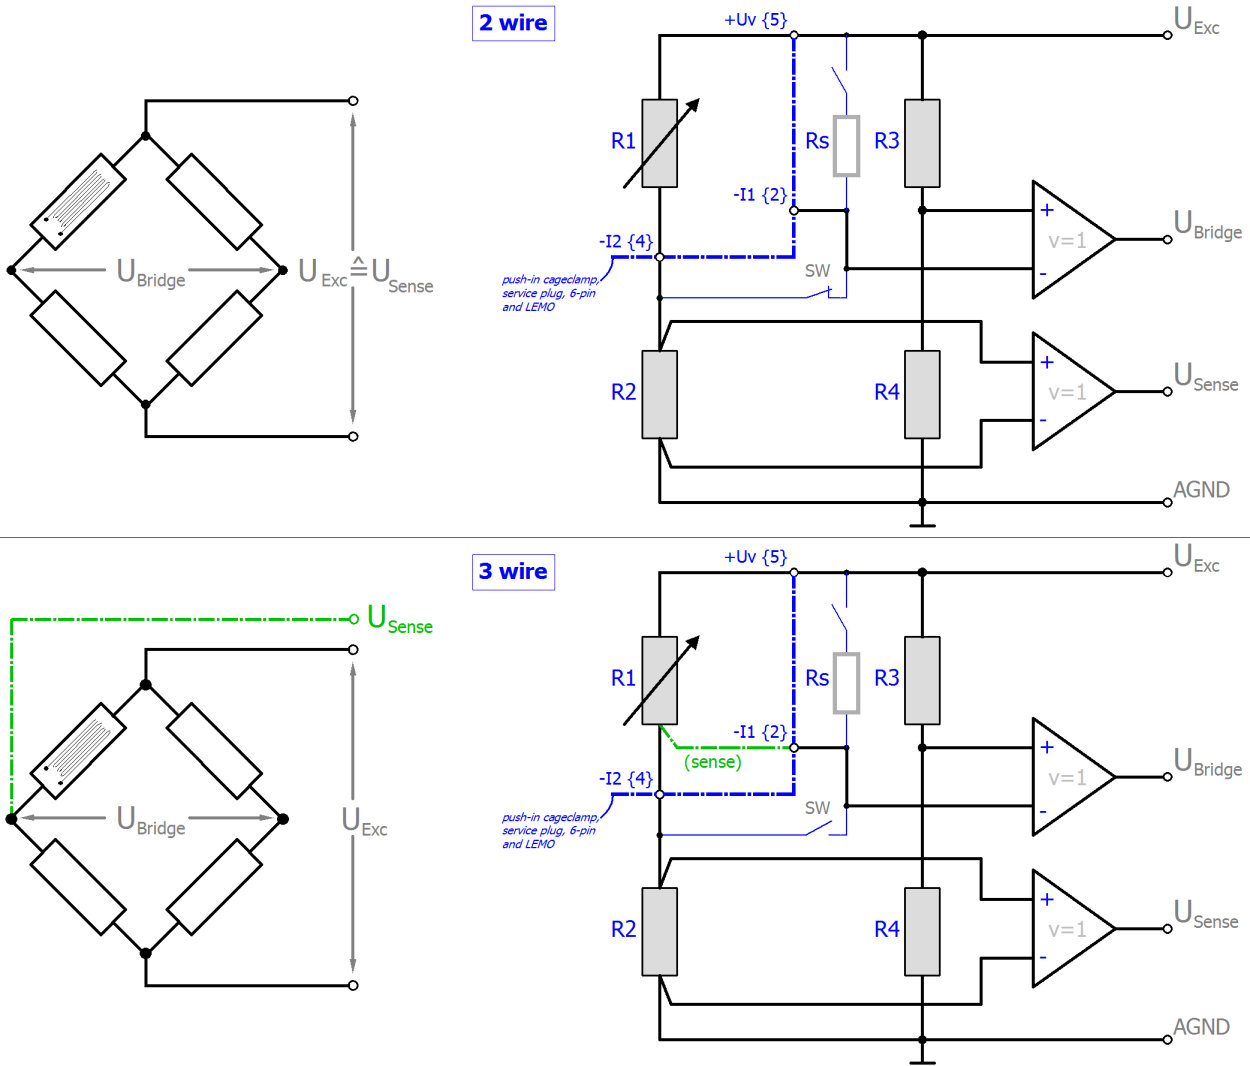 2 wire
+Uv {5}
UExc
R1
Rs
R3
-I1 {2}
+
v=1
-
UBridge
-I2 {4}
SW
push-in cageclamp,
service plug, 6-pin
and LEMO
UBridge
UExc ≙ USense
R2
R4
+
v=1
-
USense
AGND
3 wire
+Uv {5}
UExc
USense
R1
Rs
R3
-I1 {2}
(sense)
+
v=1
-
UBridge
-I2 {4}
SW
push-in cageclamp,
service plug, 6-pin
and LEMO
UBridge
UExc
R2
R4
+
v=1
-
USense
AGND